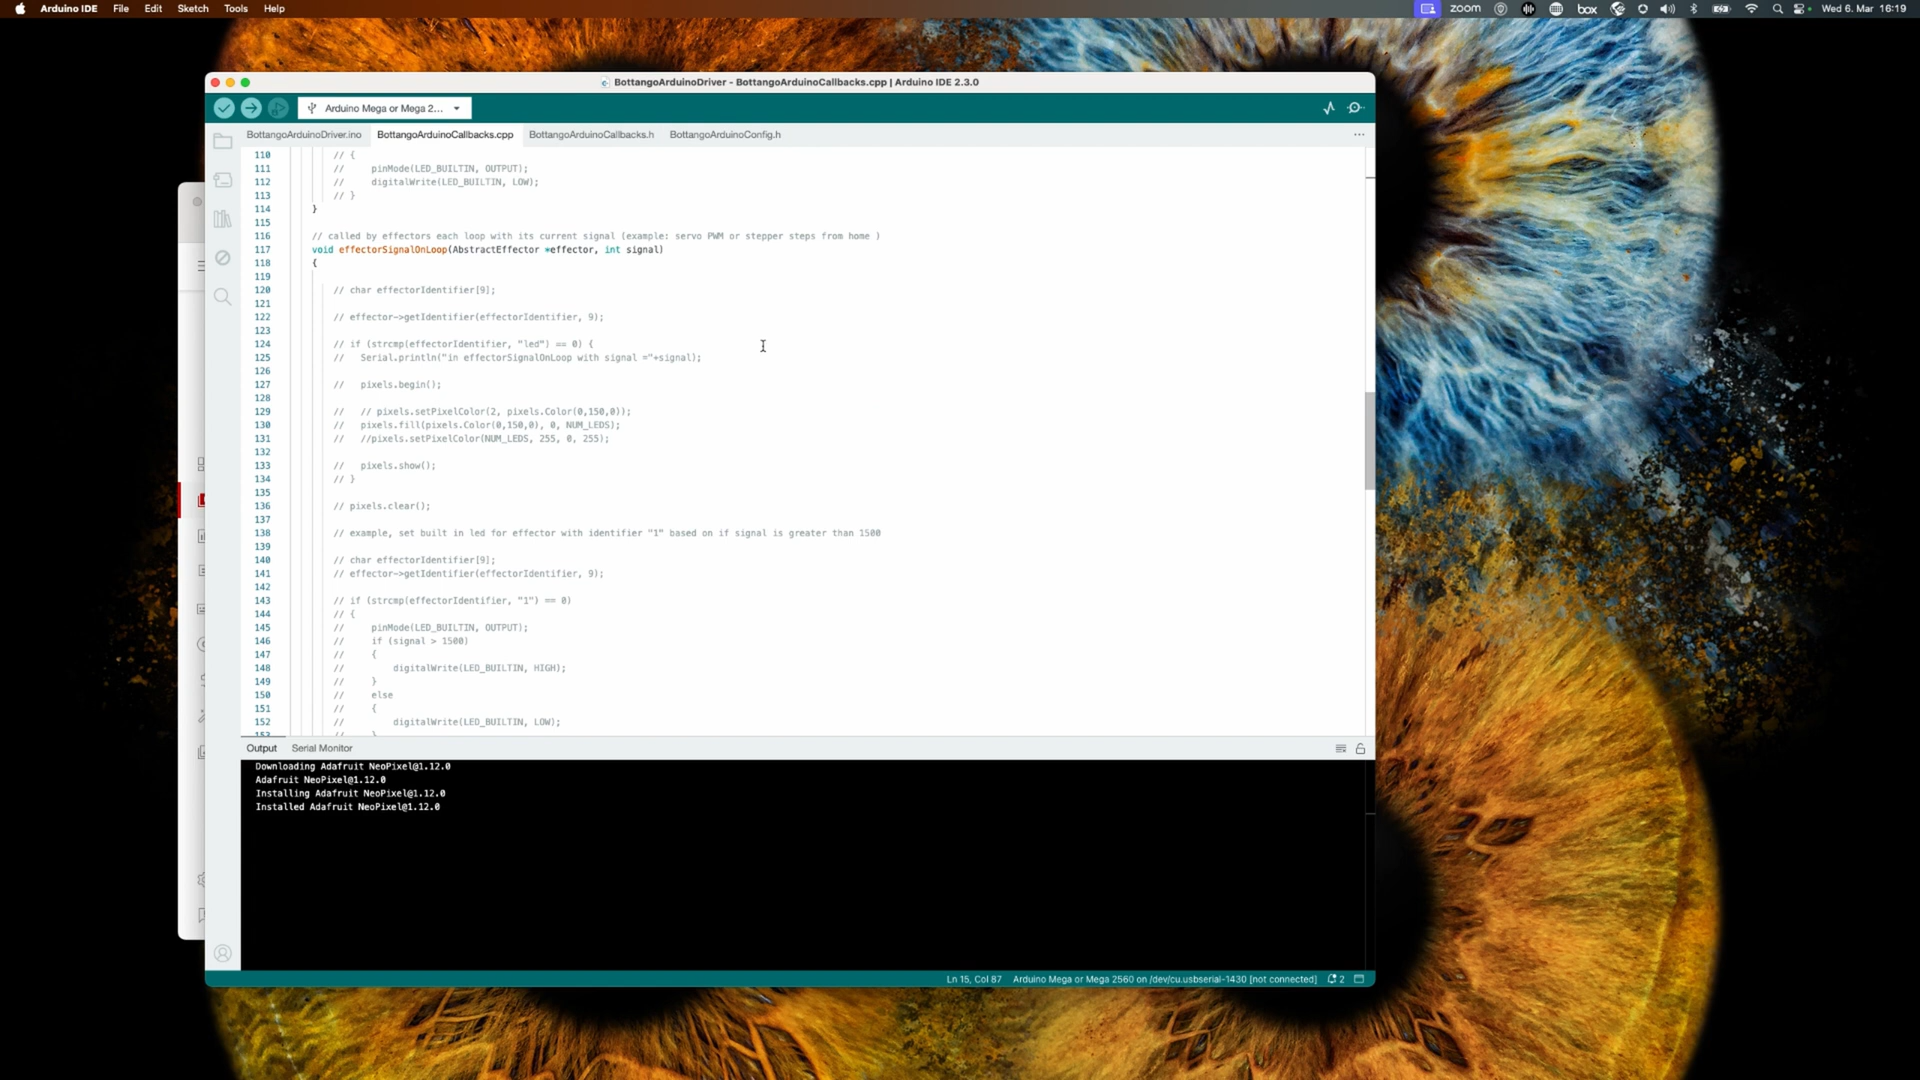 Arduino IDE File Edit Sketch Tools Help
zoom box Wed 6. Mar 16:19
BottangoArduinoDriver - BottangoArduinoCallbacks.cpp | Arduino IDE 2.3.0
Arduino Mega or Mega 2...
BottangoArduinoDriver.ino BottangoArduinoCallbacks.cpp BottangoArduinoCallbacks.h BottangoArduinoConfig.h ...
110 // {
111 // pinMode(LED_BUILTIN, OUTPUT);
112 // digitalWrite(LED_BUILTIN, LOW);
113 // }
114 }
115
116 // called by effectors each loop with its current signal (example: servo PWM or stepper steps from home )
117 void effectorSignalOnLoop(AbstractEffector *effector, int signal)
118 {
119
120 // char effectorIdentifier[9];
121
122 // effector->getIdentifier(effectorIdentifier, 9);
123
124 // if (strcmp(effectorIdentifier, "led") == 0) {
125 // Serial.println("in effectorSignalOnLoop with signal ="+signal);
126
127 // pixels.begin();
128
129 // // pixels.setPixelColor(2, pixels.Color(0,150,0));
130 // pixels.fill(pixels.Color(0,150,0), 0, NUM_LEDS);
131 // //pixels.setPixelColor(NUM_LEDS, 255, 0, 255);
132
133 // pixels.show();
134 // }
135
136 // pixels.clear();
137
138 // example, set built in led for effector with identifier "1" based on if signal is greater than 1500
139
140 // char effectorIdentifier[9];
141 // effector->getIdentifier(effectorIdentifier, 9);
142
143 // if (strcmp(effectorIdentifier, "1") == 0)
144 // {
145 // pinMode(LED_BUILTIN, OUTPUT);
146 // if (signal > 1500)
147 // {
148 // digitalWrite(LED_BUILTIN, HIGH);
149 // }
150 // else
151 // {
152 // digitalWrite(LED_BUILTIN, LOW);
153 // }
Output Serial Monitor
Downloading Adafruit NeoPixel@1.12.0
Adafruit NeoPixel@1.12.0
Installing Adafruit NeoPixel@1.12.0
Installed Adafruit NeoPixel@1.12.0
Ln 15, Col 87 Arduino Mega or Mega 2560 on /dev/cu.usbserial-1430 [not connected] 2